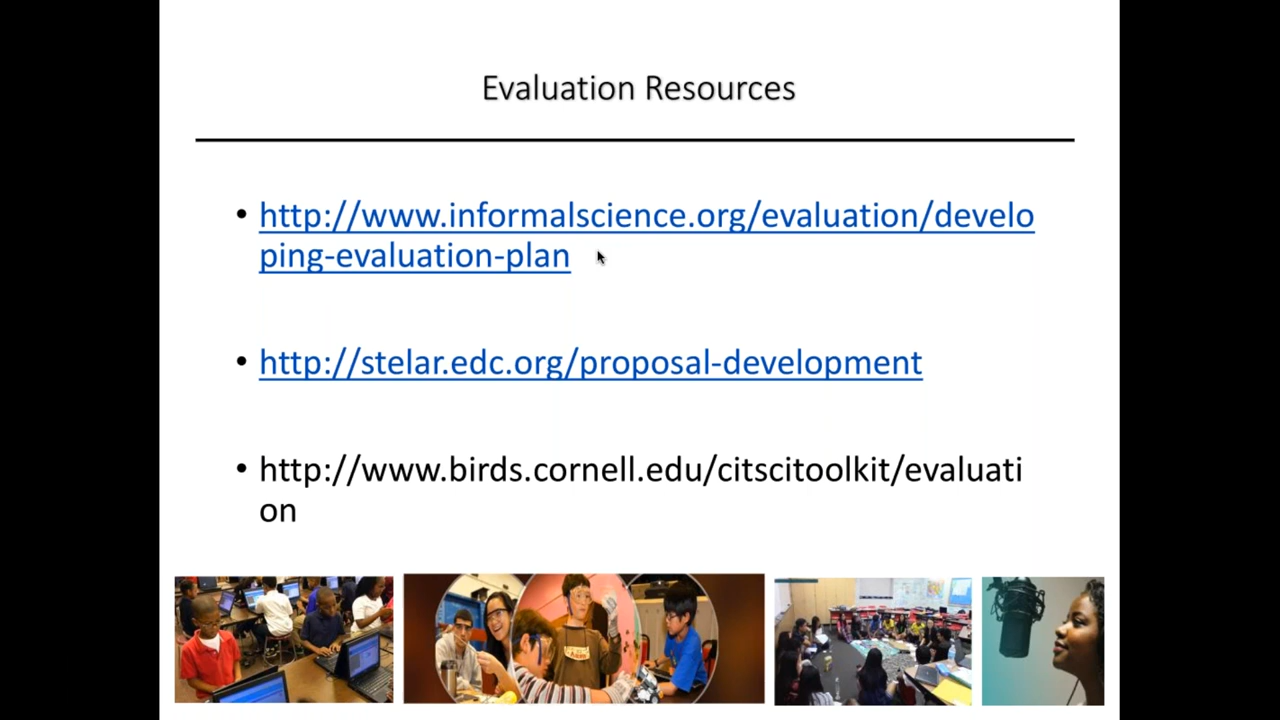 Evaluation Resources
• http://www.informalscience.org/evaluation/develo
ping-evaluation-plan
• http://stelar.edc.org/proposal-development
• http://www.birds.cornell.edu/citscitoolkit/evaluati
on